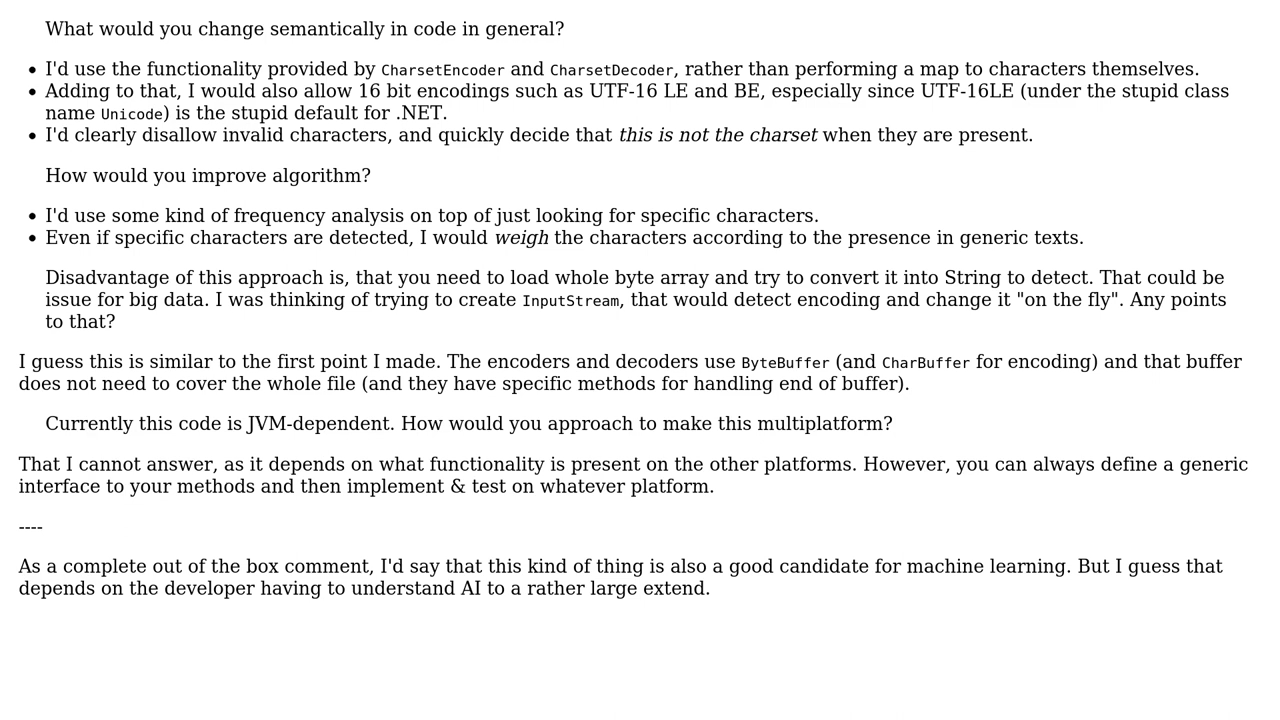 What would you change semantically in code in general?
• I'd use the functionality provided by CharsetEncoder and CharsetDecoder, rather than performing a map to characters themselves.
• Adding to that, I would also allow 16 bit encodings such as UTF-16 LE and BE, especially since UTF-16LE (under the stupid class
name Unicode) is the stupid default for .NET.
• I'd clearly disallow invalid characters, and quickly decide that this is not the charset when they are present.
How would you improve algorithm?
• I'd use some kind of frequency analysis on top of just looking for specific characters.
• Even if specific characters are detected, I would weigh the characters according to the presence in generic texts.
Disadvantage of this approach is, that you need to load whole byte array and try to convert it into String to detect. That could be
issue for big data. I was thinking of trying to create InputStream, that would detect encoding and change it "on the fly". Any points
to that?
I guess this is similar to the first point I made. The encoders and decoders use ByteBuffer (and CharBuffer for encoding) and that buffer
does not need to cover the whole file (and they have specific methods for handling end of buffer).
Currently this code is JVM-dependent. How would you approach to make this multiplatform?
That I cannot answer, as it depends on what functionality is present on the other platforms. However, you can always define a generic
interface to your methods and then implement & test on whatever platform.
----
As a complete out of the box comment, I'd say that this kind of thing is also a good candidate for machine learning. But I guess that
depends on the developer having to understand AI to a rather large extend.